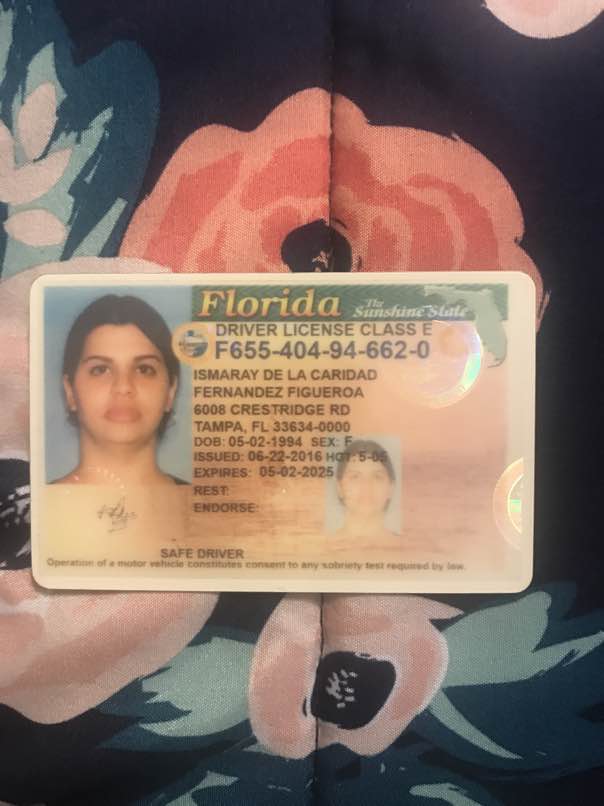 Florida
The Sunshine State
DRIVER LICENSE CLASS E
F655-404-94-662-0
ISMARAY DE LA CARIDAD
FERNANDEZ FIGUEROA
6008 CRESTRIDGE RD
TAMPA, FL 33634-0000
DOB: 05-02-1994 SEX: F
ISSUED: 06-22-2016 HGT: 5-05
EXPIRES: 05-02-2025
REST:
ENDORSE:
SAFE DRIVER
Operation of a motor vehicle constitutes consent to any sobriety test required by law.